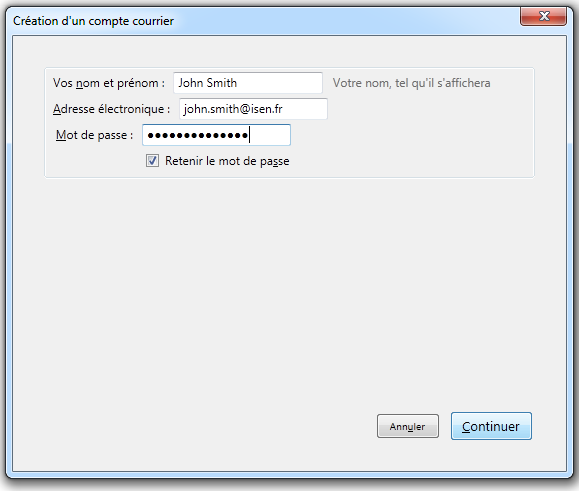 Création d'un compte courrier
Vos nom et prénom : John Smith Votre nom, tel qu'il s'affichera
Adresse électronique : john.smith@isen.fr
Mot de passe : ●●●●●●●●●●●●●●
Retenir le mot de passe
Annuler Continuer